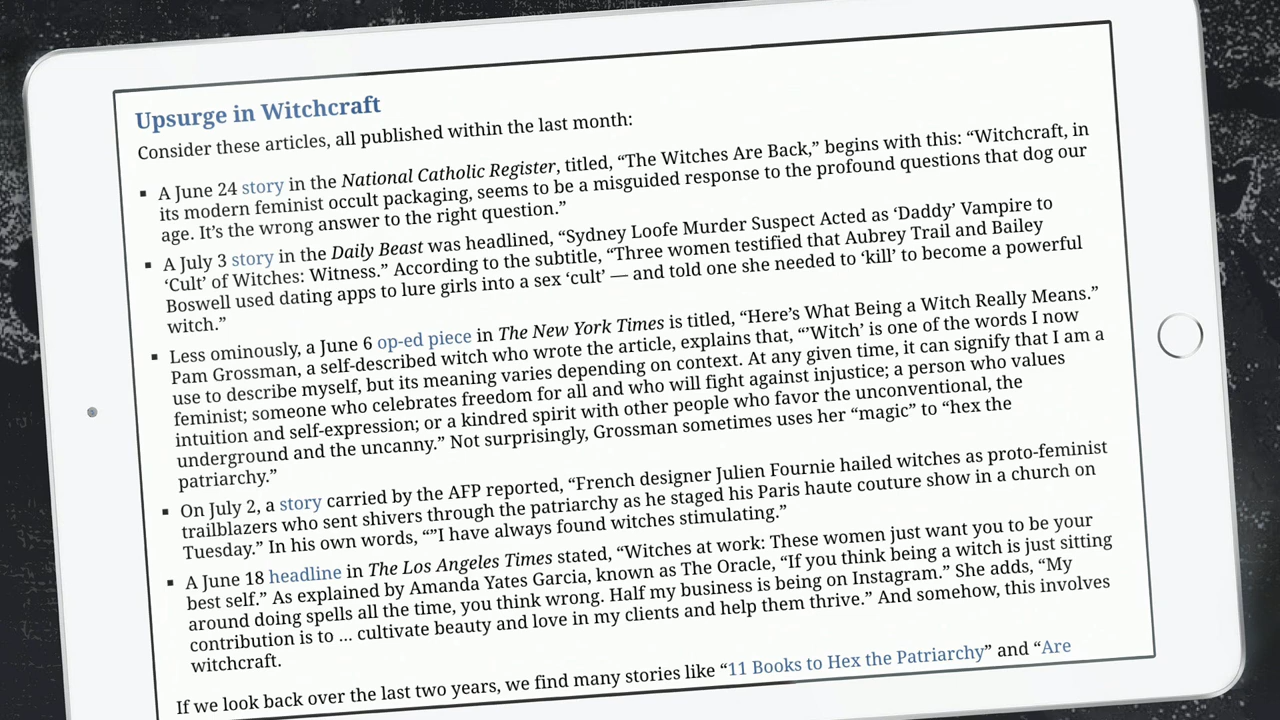 Upsurge in Witchcraft
Consider these articles, all published within the last month:
▪ A June 24 story in the National Catholic Register, titled, “The Witches Are Back,” begins with this: “Witchcraft, in
its modern feminist occult packaging, seems to be a misguided response to the profound questions that dog our
age. It’s the wrong answer to the right question.”
▪ A July 3 story in the Daily Beast was headlined, “Sydney Loofe Murder Suspect Acted as ‘Daddy’ Vampire to
‘Cult’ of Witches: Witness.” According to the subtitle, “Three women testified that Aubrey Trail and Bailey
Boswell used dating apps to lure girls into a sex ‘cult’ — and told one she needed to ‘kill’ to become a powerful
witch.”
▪ Less ominously, a June 6 op-ed piece in The New York Times is titled, “Here’s What Being a Witch Really Means.”
Pam Grossman, a self-described witch who wrote the article, explains that, “’Witch’ is one of the words I now
use to describe myself, but its meaning varies depending on context. At any given time, it can signify that I am a
feminist; someone who celebrates freedom for all and who will fight against injustice; a person who values
intuition and self-expression; or a kindred spirit with other people who favor the unconventional, the
underground and the uncanny.” Not surprisingly, Grossman sometimes uses her “magic” to “hex the
patriarchy.”
▪ On July 2, a story carried by the AFP reported, “French designer Julien Fournie hailed witches as proto-feminist
trailblazers who sent shivers through the patriarchy as he staged his Paris haute couture show in a church on
Tuesday.” In his own words, “”I have always found witches stimulating.”
▪ A June 18 headline in The Los Angeles Times stated, “Witches at work: These women just want you to be your
best self.” As explained by Amanda Yates Garcia, known as The Oracle, “If you think being a witch is just sitting
around doing spells all the time, you think wrong. Half my business is being on Instagram.” She adds, “My
contribution is to ... cultivate beauty and love in my clients and help them thrive.” And somehow, this involves
witchcraft.
If we look back over the last two years, we find many stories like “11 Books to Hex the Patriarchy” and “Are